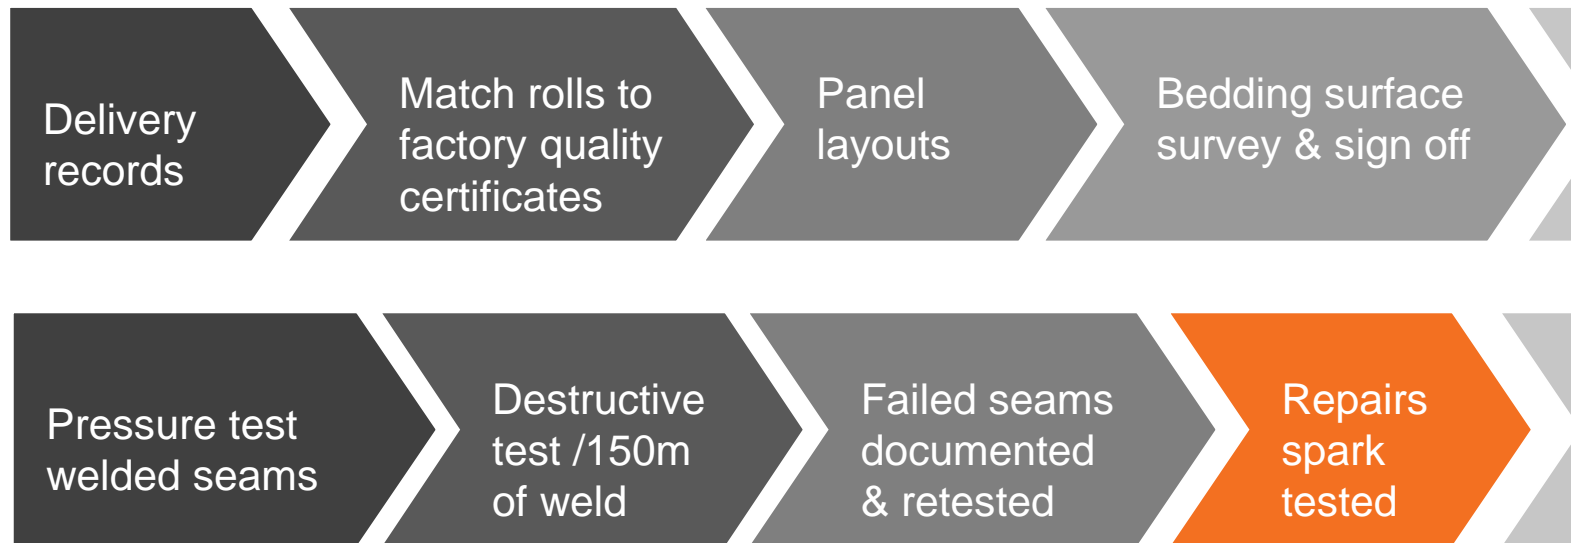 Delivery
records
Match rolls to
factory quality
certificates
Panel
layouts
Bedding surface
survey & sign off
Pressure test
welded seams
Destructive
test /150m
of weld
Failed seams
documented
& retested
Repairs
spark
tested